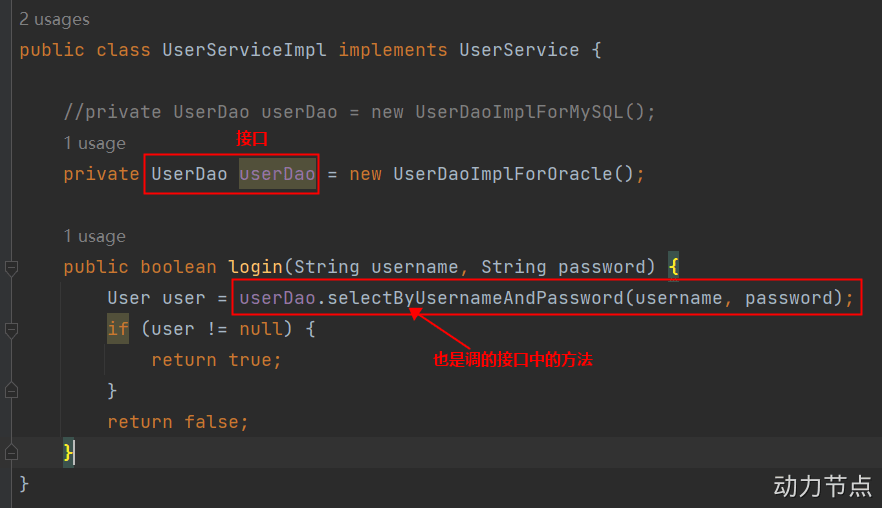 2 usages
public class UserServiceImpl implements UserService {
//private UserDao userDao = new UserDaoImplForMySQL();
1 usage
接口
private UserDao userDao = new UserDaoImplForOracle();
1 usage
public boolean login(String username, String password) {
User user = userDao.selectByUsernameAndPassword(username, password);
if (user != null) {
return true;
也是调的接口中的方法
}
return false;
}
}
动力节点